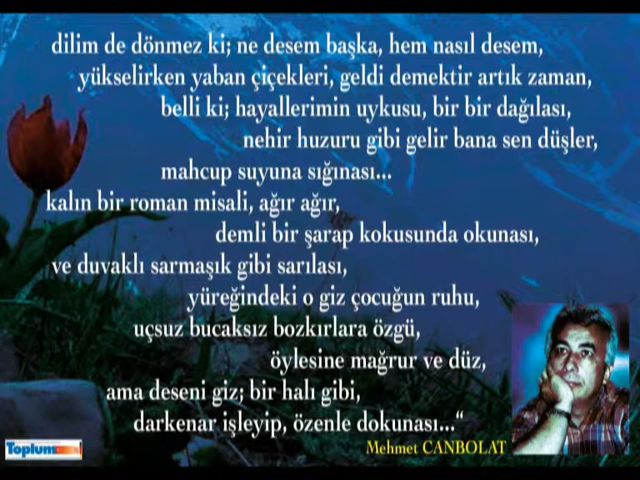 dilim de dönmez ki; ne desem başka, hem nasıl desem,
yükselirken yaban çiçekleri, geldi demektir artık zaman,
belli ki; hayallerimin uykusu, bir bir dağılası,
nehir huzuru gibi gelir bana sen düşler,
mahcup suyuna sığınası...
kalın bir roman misali, ağır ağır,
demli bir şarap kokusunda okunası,
ve duvaklı sarmaşık gibi sarılası,
yüreğindeki o giz çocuğun ruhu,
uçsuz bucaksız bozkırlara özgü,
öylesine mağrur ve düz,
ama deseni giz; bir halı gibi,
darkenar işleyip, özenle dokunası...“
Mehmet CANBOLAT
Toplum